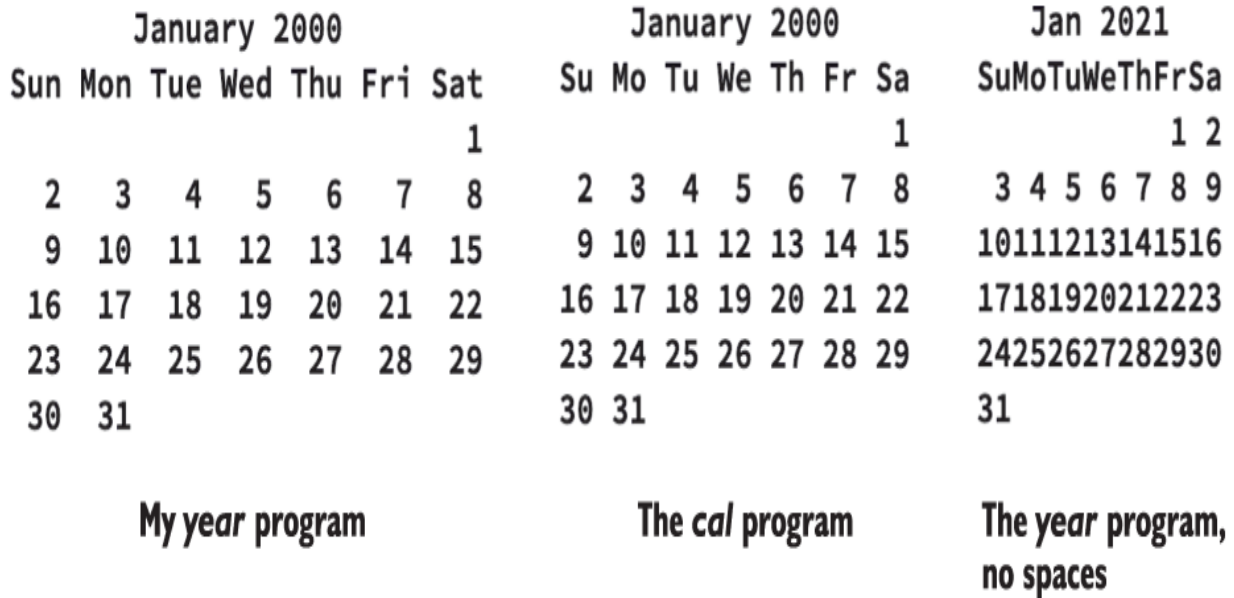 January 2000
Sun Mon Tue Wed Thu Fri Sat
1
2 3 4 5 6 7 8
9 10 11 12 13 14 15
16 17 18 19 20 21 22
23 24 25 26 27 28 29
30 31
My year program
January 2000
Su Mo Tu We Th Fr Sa
1
2 3 4 5 6 7 8
9 10 11 12 13 14 15
16 17 18 19 20 21 22
23 24 25 26 27 28 29
30 31
The cal program
Jan 2021
SuMoTuWeThFrSa
1 2
3 4 5 6 7 8 9
10111213141516
17181920212223
24252627282930
31
The year program,
no spaces